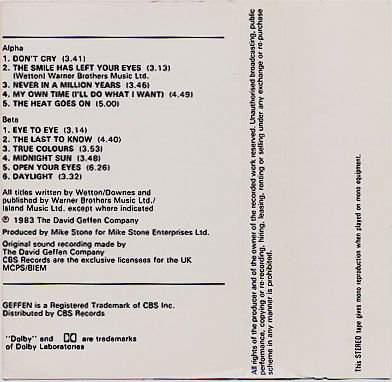 Alpha
1. DON'T CRY (3.41)
2. THE SMILE HAS LEFT YOUR EYES (3.13)
(Wetton) Warner Brothers Music Ltd.
3. NEVER IN A MILLION YEARS (3.46)
4. MY OWN TIME (I'LL DO WHAT I WANT) (4.49)
5. THE HEAT GOES ON (5.00)
Beta
1. EYE TO EYE (3.14)
2. THE LAST TO KNOW (4.40)
3. TRUE COLOURS (3.53)
4. MIDNIGHT SUN (3.48)
5. OPEN YOUR EYES (6.26)
6. DAYLIGHT (3.32)
All titles written by Wetton/Downes and
published by Warner Brothers Music Ltd./
Island Music Ltd. except where indicated
℗ 1983 The David Geffen Company
Produced by Mike Stone for Mike Stone Enterprises Ltd.
Original sound recording made by
The David Geffen Company
CBS Records are the exclusive licensees for the UK
MCPS/BIEM
GEFFEN is a Registered Trademark of CBS Inc.
Distributed by CBS Records
"Dolby" and are trademarks
of Dolby Laboratories
All rights of the producer and of the owner of the recorded work reserved. Unauthorised broadcasting, public
performance, copying or re-recording, hiring, leasing, renting or selling under any exchange or re-purchase
scheme in any manner is prohibited.
This STEREO tape gives mono reproduction when played on mono equipment.